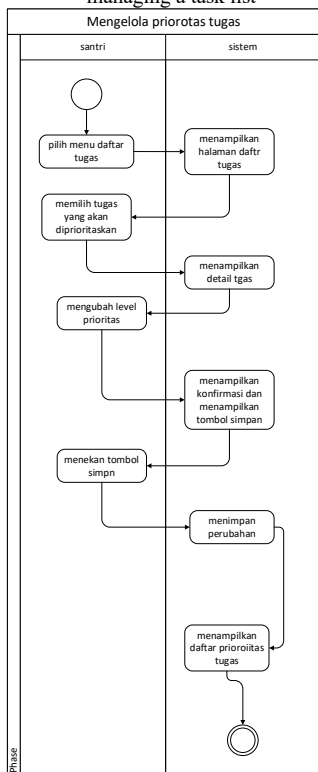 managing a task list
Mengelola priorotas tugas
santri
sistem
pilih menu daftar
tugas
menampilkan
halaman daftr
tugas
memilih tugas
yang akan
diprioritaskan
menampilkan
detail tgas
mengubah level
prioritas
menampilkan
konfirmasi dan
menampilkan
tombol simpan
menekan tombol
simpn
menimpan
perubahan
menampilkan
daftar prioroiitas
tugas
Phase